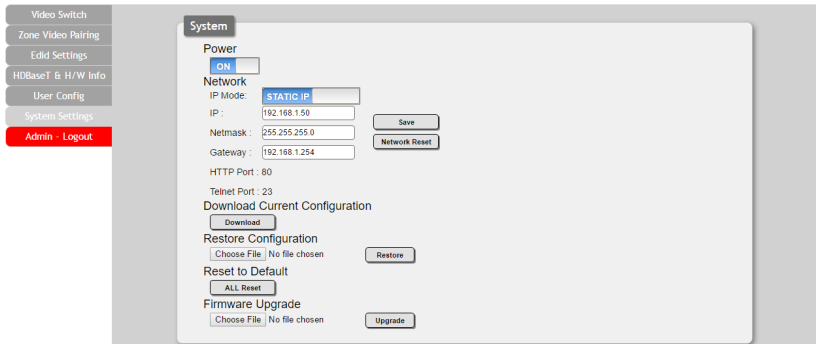 Video Switch
Zone Video Pairing
Edid Settings
HDBaseT & H/W Info
User Config
System Settings
Admin - Logout
System
Power
ON
Network
IP Mode: STATIC IP
IP : 192.168.1.50
Save
Netmask : 255.255.255.0
Network Reset
Gateway : 192.168.1.254
HTTP Port : 80
Telnet Port : 23
Download Current Configuration
Download
Restore Configuration
Choose File No file chosen Restore
Reset to Default
ALL Reset
Firmware Upgrade
Choose File No file chosen Upgrade